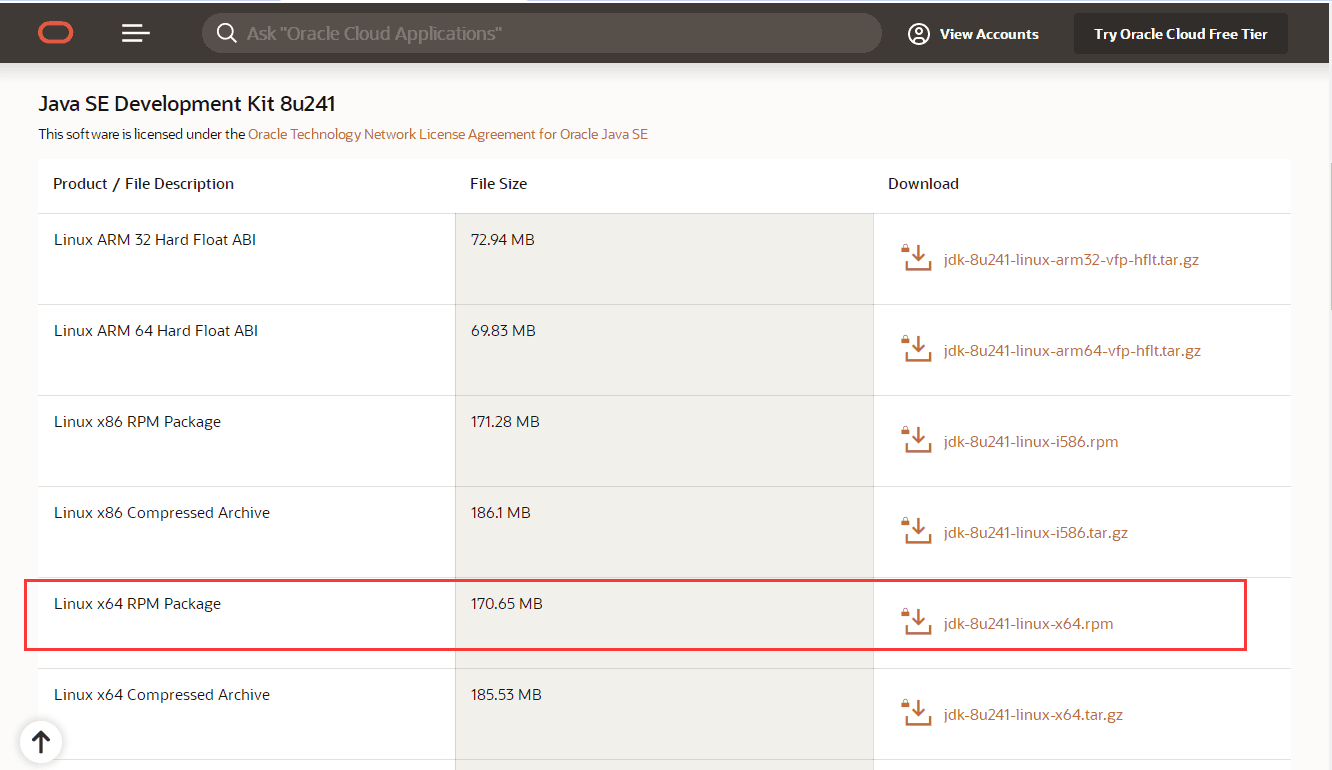 Ask "Oracle Cloud Applications"
View Accounts
Try Oracle Cloud Free Tier
Java SE Development Kit 8u241
This software is licensed under the Oracle Technology Network License Agreement for Oracle Java SE
Product / File Description
File Size
Download
Linux ARM 32 Hard Float ABI
72.94 MB
jdk-8u241-linux-arm32-vfp-hflt.tar.gz
Linux ARM 64 Hard Float ABI
69.83 MB
jdk-8u241-linux-arm64-vfp-hflt.tar.gz
Linux x86 RPM Package
171.28 MB
jdk-8u241-linux-i586.rpm
Linux x86 Compressed Archive
186.1 MB
jdk-8u241-linux-i586.tar.gz
Linux x64 RPM Package
170.65 MB
jdk-8u241-linux-x64.rpm
Linux x64 Compressed Archive
185.53 MB
jdk-8u241-linux-x64.tar.gz